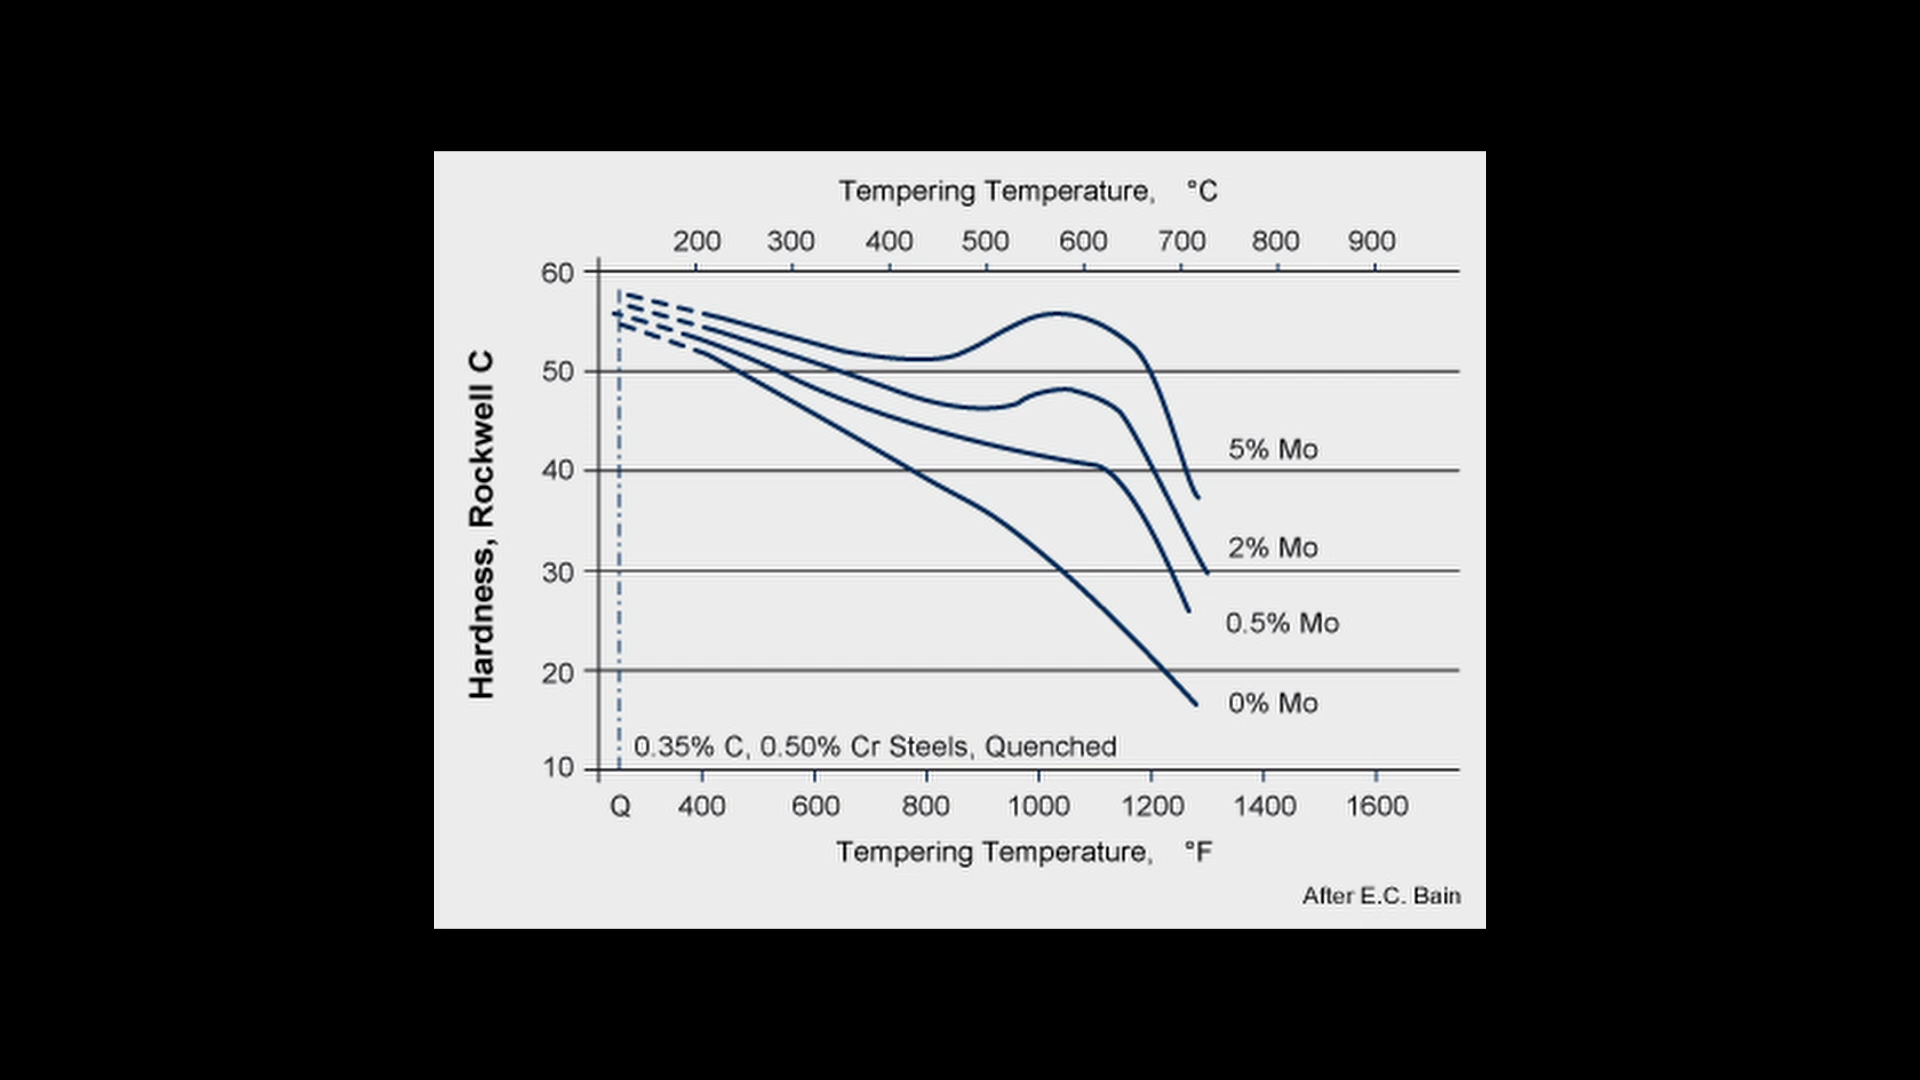 Tempering Temperature, °C
200 300 400 500 600 700 800 900
60
50
40
30
20
10
Hardness, Rockwell C
5% Mo
2% Mo
0.5% Mo
0% Mo
0.35% C, 0.50% Cr Steels, Quenched
Q 400 600 800 1000 1200 1400 1600
Tempering Temperature, °F
After E.C. Bain